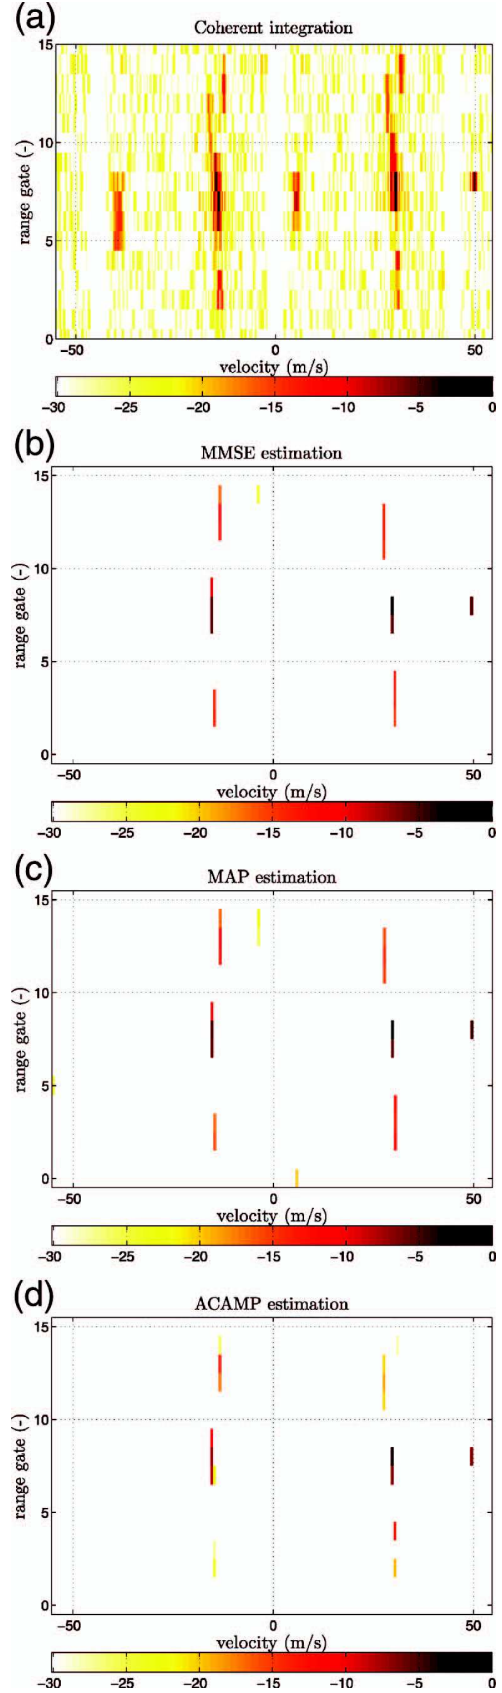 (a)
Coherent integration
15
10
5
0
range gate (-)
−50 0 50
velocity (m/s)
−30 −25 −20 −15 −10 −5 0
(b)
MMSE estimation
15
10
5
0
range gate (-)
−50 0 50
velocity (m/s)
−30 −25 −20 −15 −10 −5 0
(c)
MAP estimation
15
10
5
0
range gate (-)
−50 0 50
velocity (m/s)
−30 −25 −20 −15 −10 −5 0
(d)
ACAMP estimation
15
10
5
0
range gate (-)
−50 0 50
velocity (m/s)
−30 −25 −20 −15 −10 −5 0